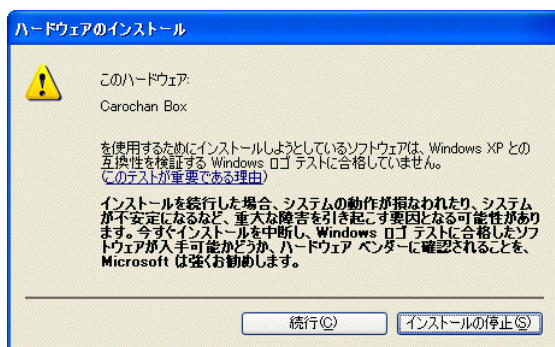 ハードウェアのインストール
このハードウェア:
Carochan Box
を使用するためにインストールしようとしているソフトウェアは、Windows XP との
互換性を検証する Windows ロゴ テストに合格していません。
(このテストが重要である理由)
インストールを続行した場合、システムの動作が損なわれたり、システム
が不安定になるなど、重大な障害を引き起こす要因となる可能性があり
ます。今すぐインストールを中断し、Windows ロゴ テストに合格したソフ
トウェアが入手可能かどうか、ハードウェア ベンダーに確認されることを、
Microsoft は強くお勧めします。
続行(C) インストールの停止(S)